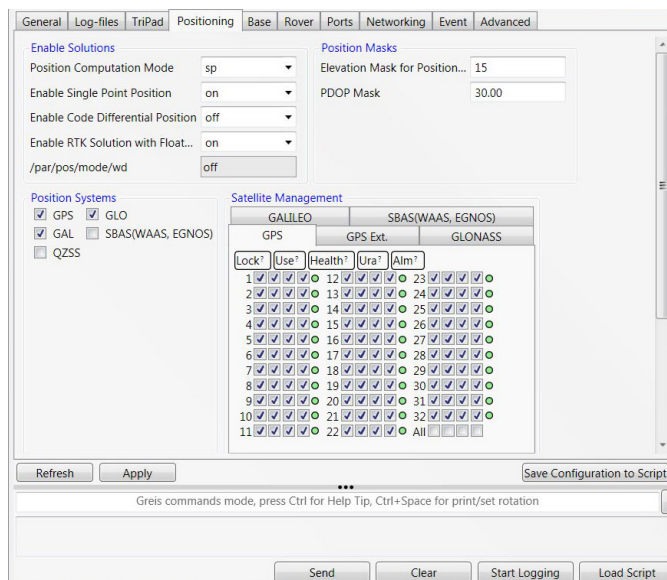 General Log-files TriPad Positioning Base Rover Ports Networking Event Advanced
Enable Solutions
Position Computation Mode sp
Enable Single Point Position on
Enable Code Differential Position off
Enable RTK Solution with Float... on
/par/pos/mode/wd off
Position Masks
Elevation Mask for Position... 15
PDOP Mask 30.00
Position Systems
GPS GLO
GAL SBAS(WAAS, EGNOS)
QZSS
Satellite Management
GALILEO SBAS(WAAS, EGNOS)
GPS GPS Ext. GLONASS
Lock? Use? Health? Ura? Alm?
1 12 23
2 13 24
3 14 25
4 15 26
5 16 27
6 17 28
7 18 29
8 19 30
9 20 31
10 21 32
11 22 All
Refresh Apply Save Configuration to Script
Greis commands mode, press Ctrl for Help Tip, Ctrl+Space for print/set rotation
Send Clear Start Logging Load Script